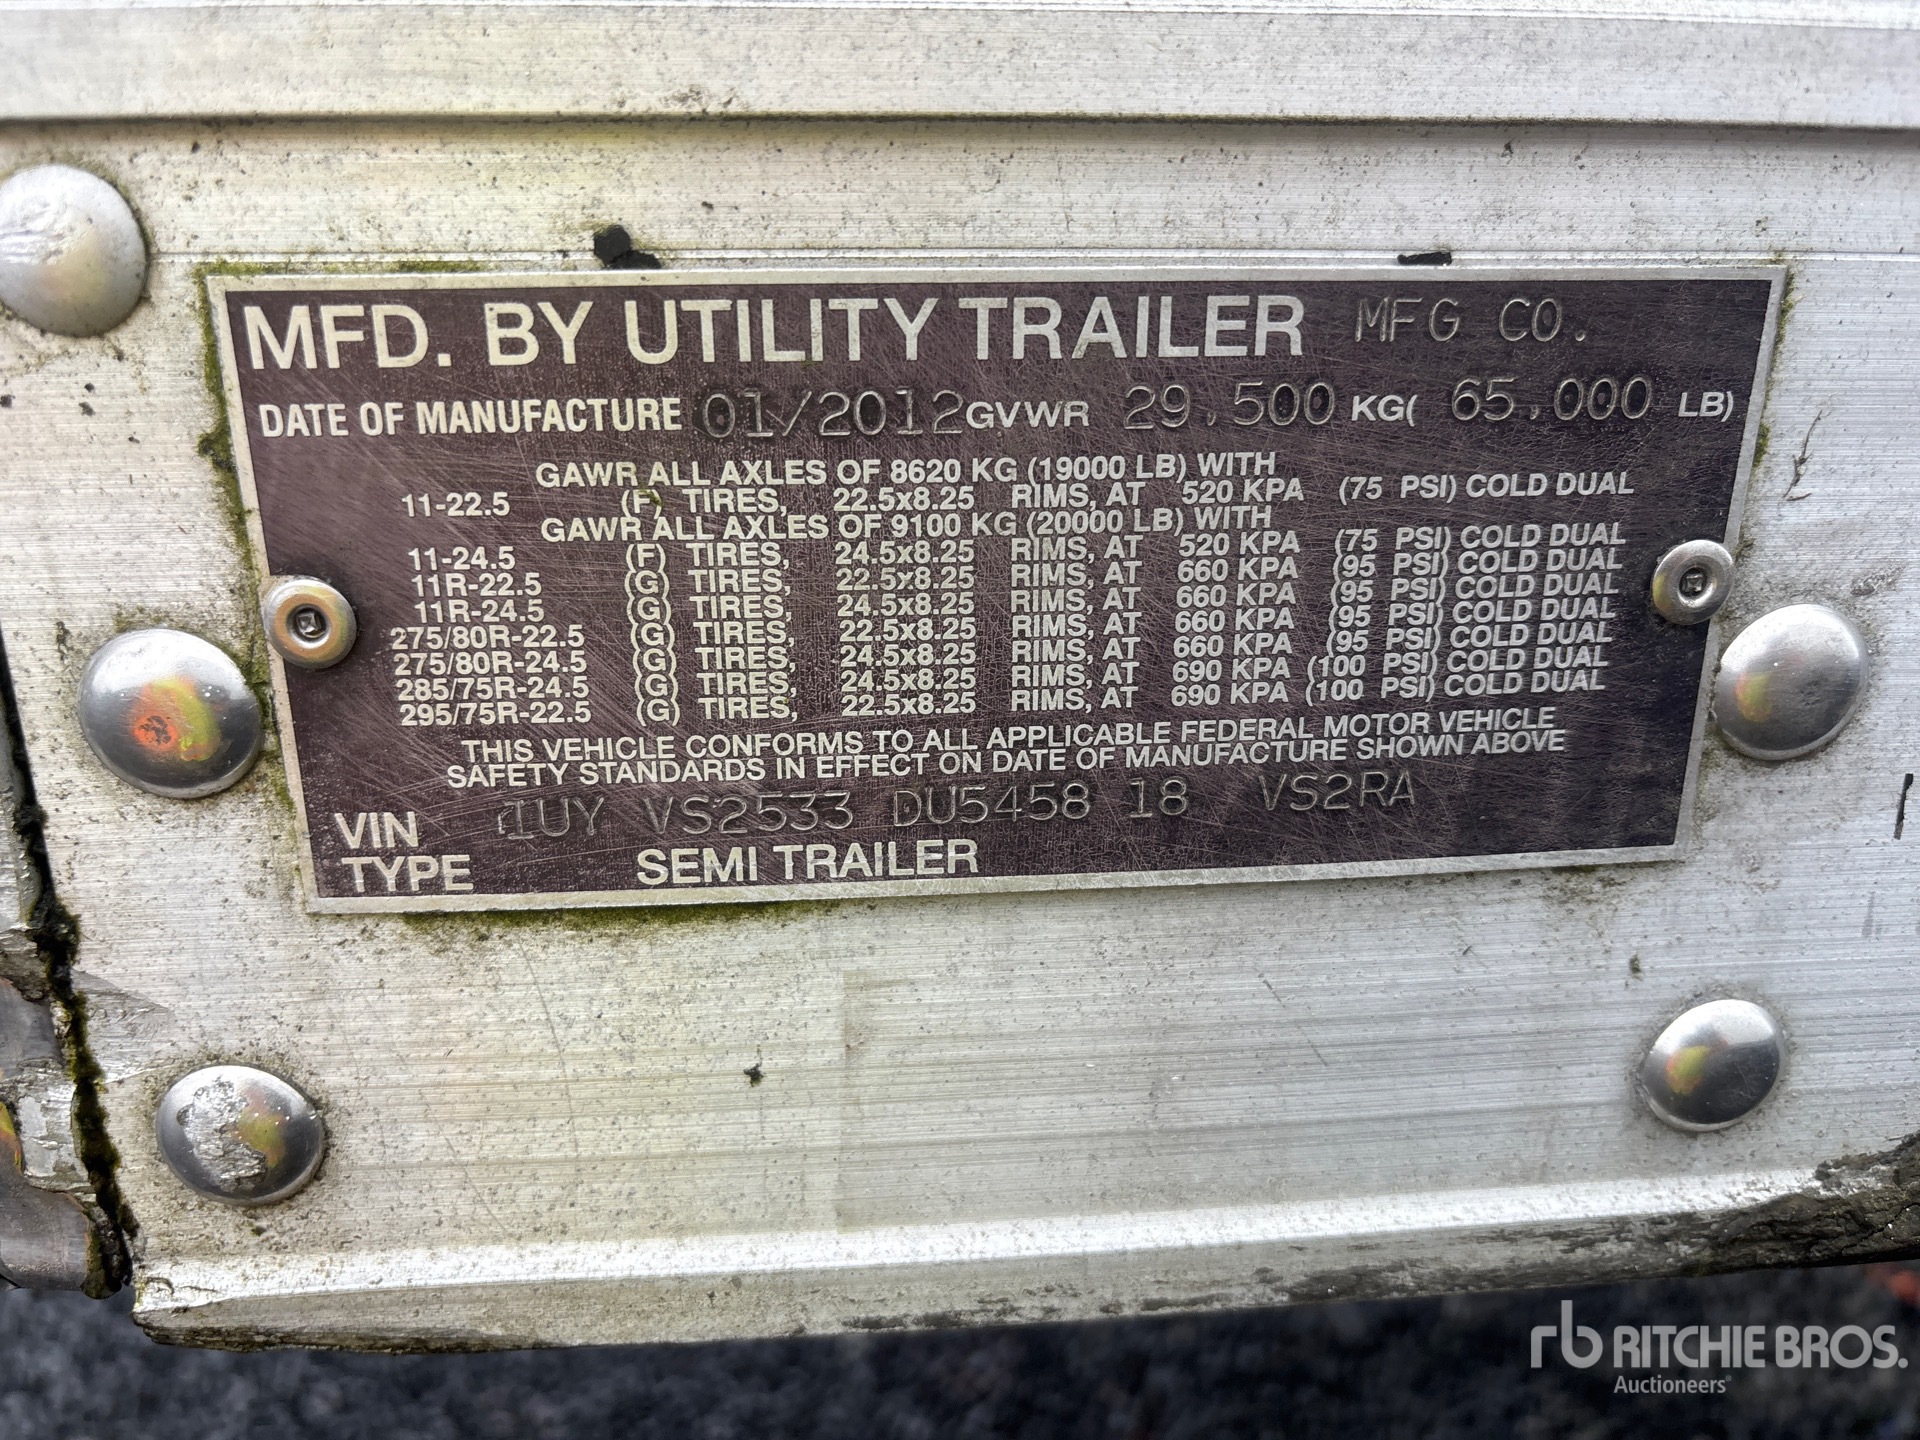 MFD. BY UTILITY TRAILER MFG CO.
DATE OF MANUFACTURE 01/2012 GVWR 29,500 KG( 65,000 LB)
GAWR ALL AXLES OF 8620 KG (19000 LB) WITH
11-22.5 (F) TIRES, 22.5x8.25 RIMS, AT 520 KPA (75 PSI) COLD DUAL
GAWR ALL AXLES OF 9100 KG (20000 LB) WITH
11-24.5 (F) TIRES, 24.5x8.25 RIMS, AT 520 KPA (75 PSI) COLD DUAL
11R-22.5 (G) TIRES, 22.5x8.25 RIMS, AT 660 KPA (95 PSI) COLD DUAL
11R-24.5 (G) TIRES, 24.5x8.25 RIMS, AT 660 KPA (95 PSI) COLD DUAL
275/80R-22.5 (G) TIRES, 22.5x8.25 RIMS, AT 660 KPA (95 PSI) COLD DUAL
275/80R-24.5 (G) TIRES, 24.5x8.25 RIMS, AT 660 KPA (95 PSI) COLD DUAL
285/75R-24.5 (G) TIRES, 24.5x8.25 RIMS, AT 690 KPA (100 PSI) COLD DUAL
295/75R-22.5 (G) TIRES, 22.5x8.25 RIMS, AT 690 KPA (100 PSI) COLD DUAL
THIS VEHICLE CONFORMS TO ALL APPLICABLE FEDERAL MOTOR VEHICLE
SAFETY STANDARDS IN EFFECT ON DATE OF MANUFACTURE SHOWN ABOVE
VIN 1UY VS2533 DU5458 18 VS2RA
TYPE SEMI TRAILER
rb RITCHIE BROS.
Auctioneers